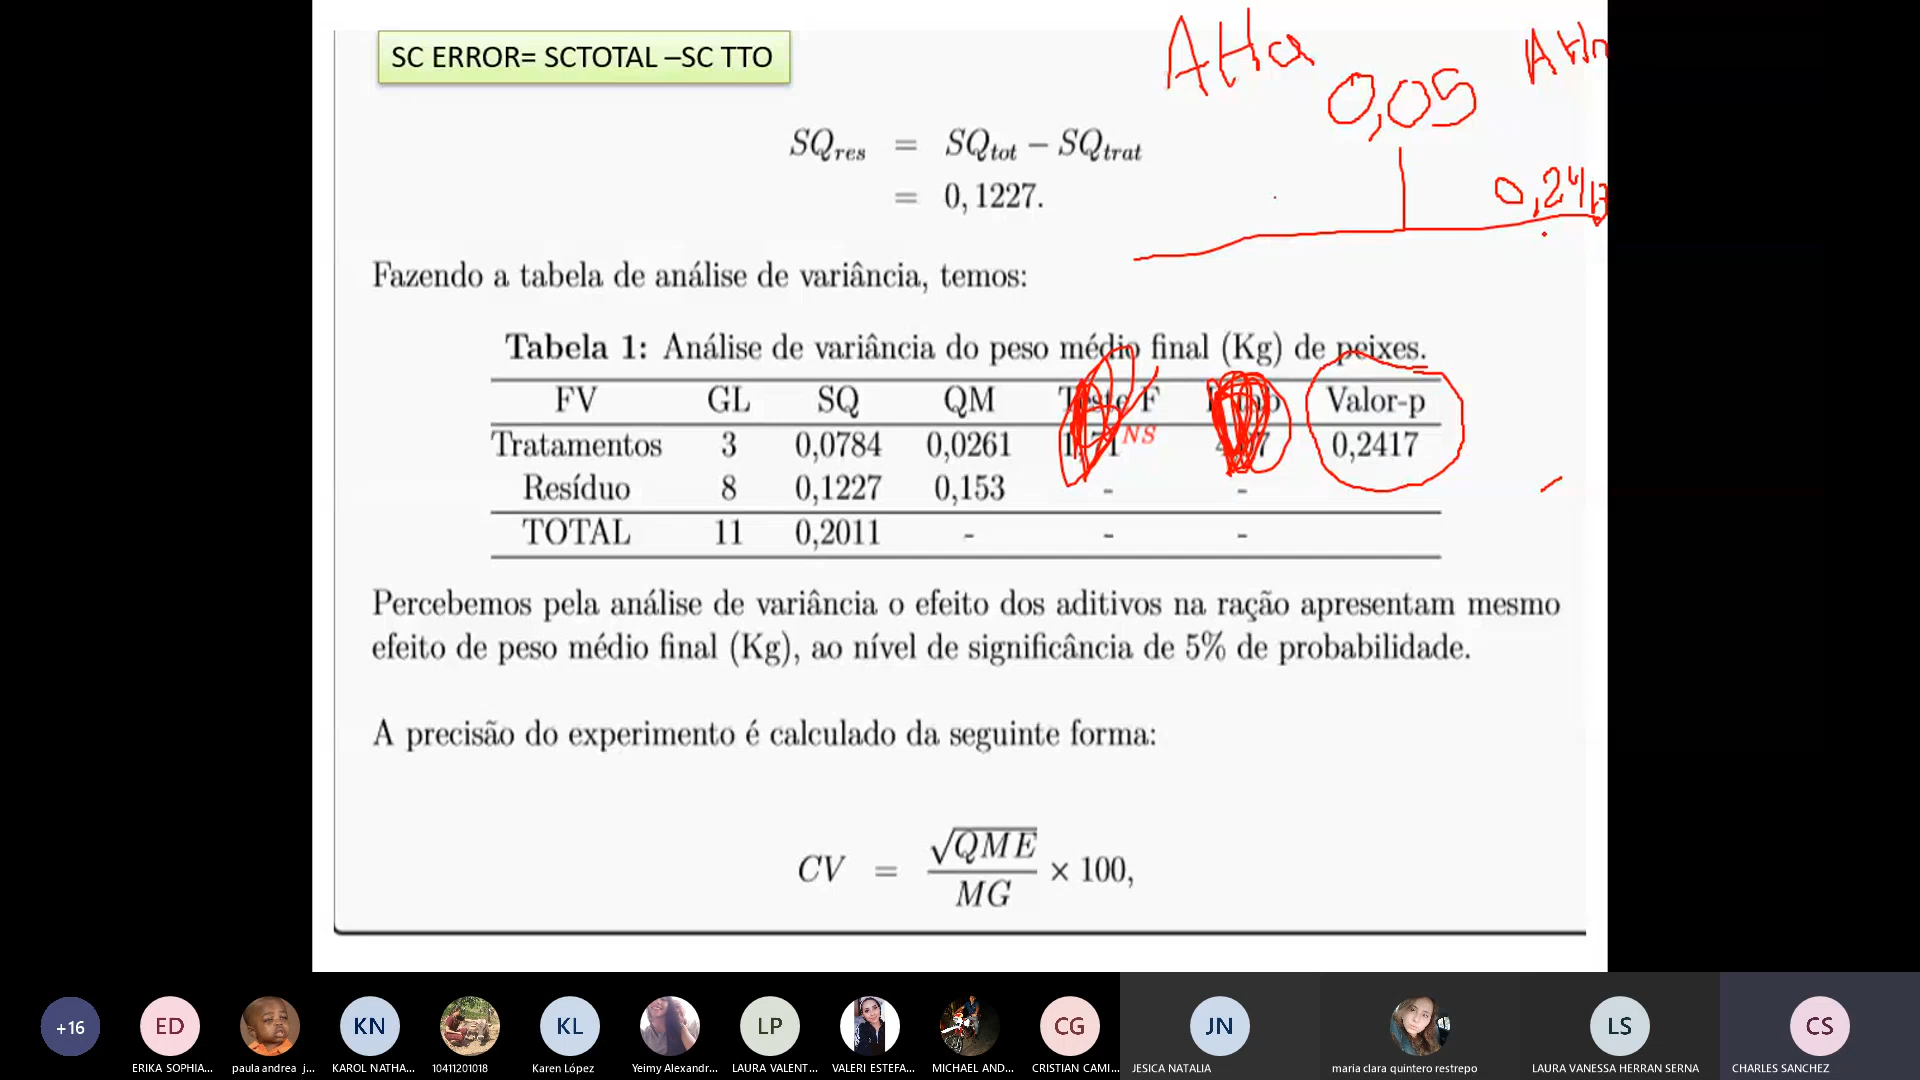 SC ERROR= SCTOTAL –SC TTO
AHa
0,05
SQres = SQtot − SQtrat
= 0, 1227.
Fazendo a tabela de análise de variância, temos:
Tabela 1: Análise de variância do peso médio final (Kg) de peixes.
FV GL SQ QM Teste F Valor-p
Tratamentos 3 0,0784 0,0261 1,71 NS 0,2417
Resíduo 8 0,1227 0,153 - -
TOTAL 11 0,2011 - - -
Percebemos pela análise de variância o efeito dos aditivos na ração apresentam mesmo
efeito de peso médio final (Kg), ao nível de significância de 5% de probabilidade.
A precisão do experimento é calculado da seguinte forma:
CV = √QME / MG × 100,
+16 ED KN KL LP CG JN LS CS
ERIKA SOPHIA... paula andrea j... KAROL NATHA... 10411201018 Karen López Yeimy Alexandr... LAURA VALENT... VALERI ESTEFA... MICHAEL AND... CRISTIAN CAMI... JESICA NATALIA maria clara quintero restrepo LAURA VANESSA HERRAN SERNA CHARLES SANCHEZ